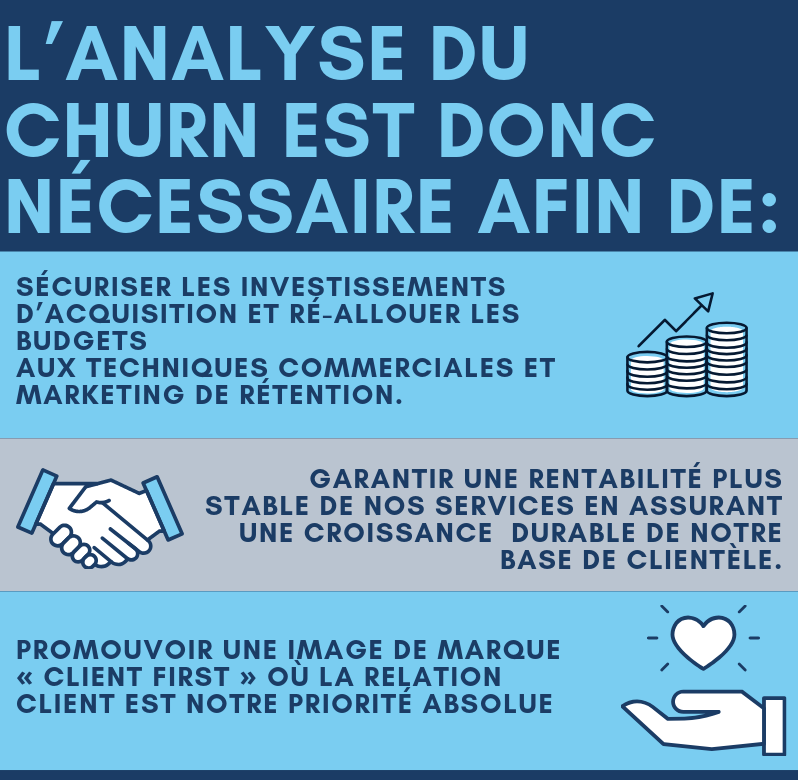 L’ANALYSE DU
CHURN EST DONC
NÉCESSAIRE AFIN DE:
SÉCURISER LES INVESTISSEMENTS
D’ACQUISITION ET RÉ-ALLOUER LES
BUDGETS
AUX TECHNIQUES COMMERCIALES ET
MARKETING DE RÉTENTION.
GARANTIR UNE RENTABILITÉ PLUS
STABLE DE NOS SERVICES EN ASSURANT
UNE CROISSANCE  DURABLE DE NOTRE
BASE DE CLIENTÈLE.
PROMOUVOIR UNE IMAGE DE MARQUE
« CLIENT FIRST » OÙ LA RELATION
CLIENT EST NOTRE PRIORITÉ ABSOLUE